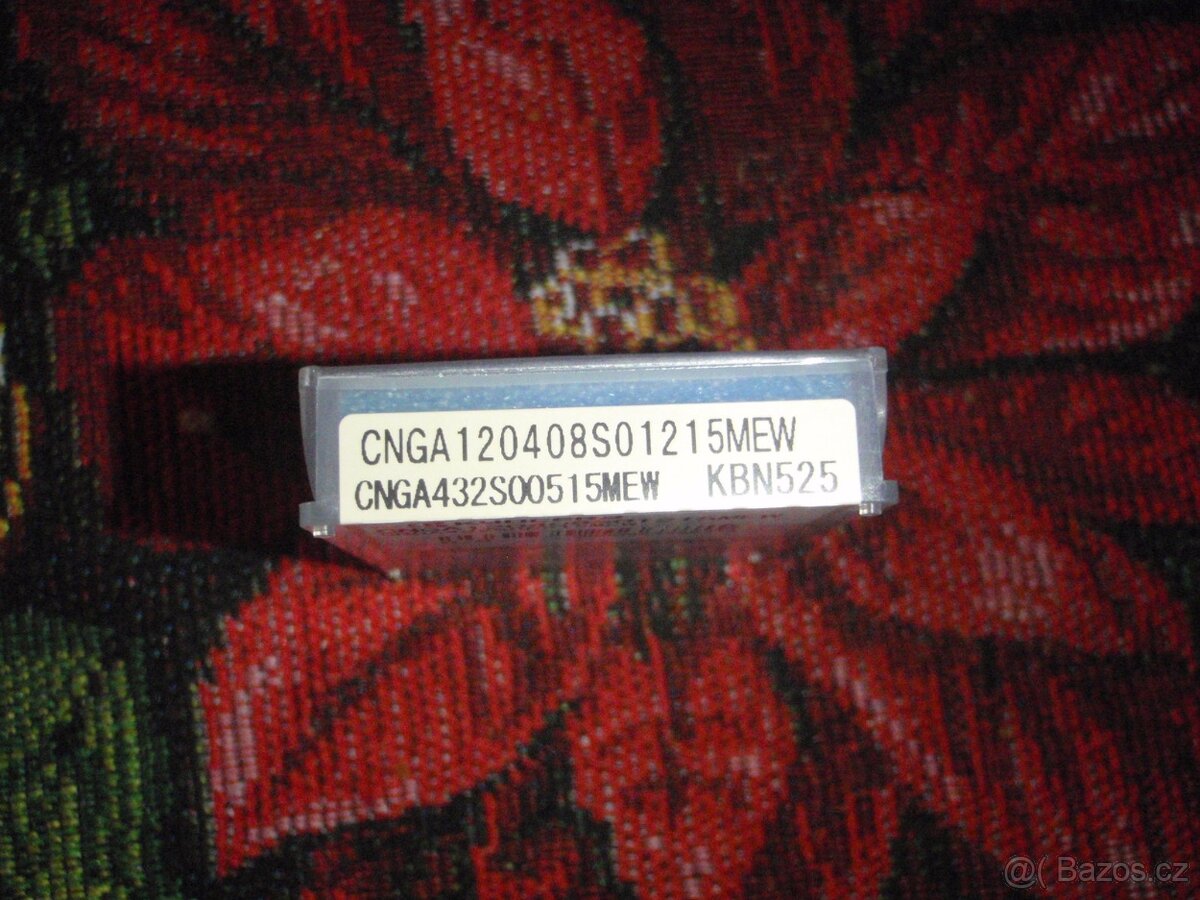 CNGA120408S01215MEW
CNGA432S00515MEW KBN525
@( Bazos.cz